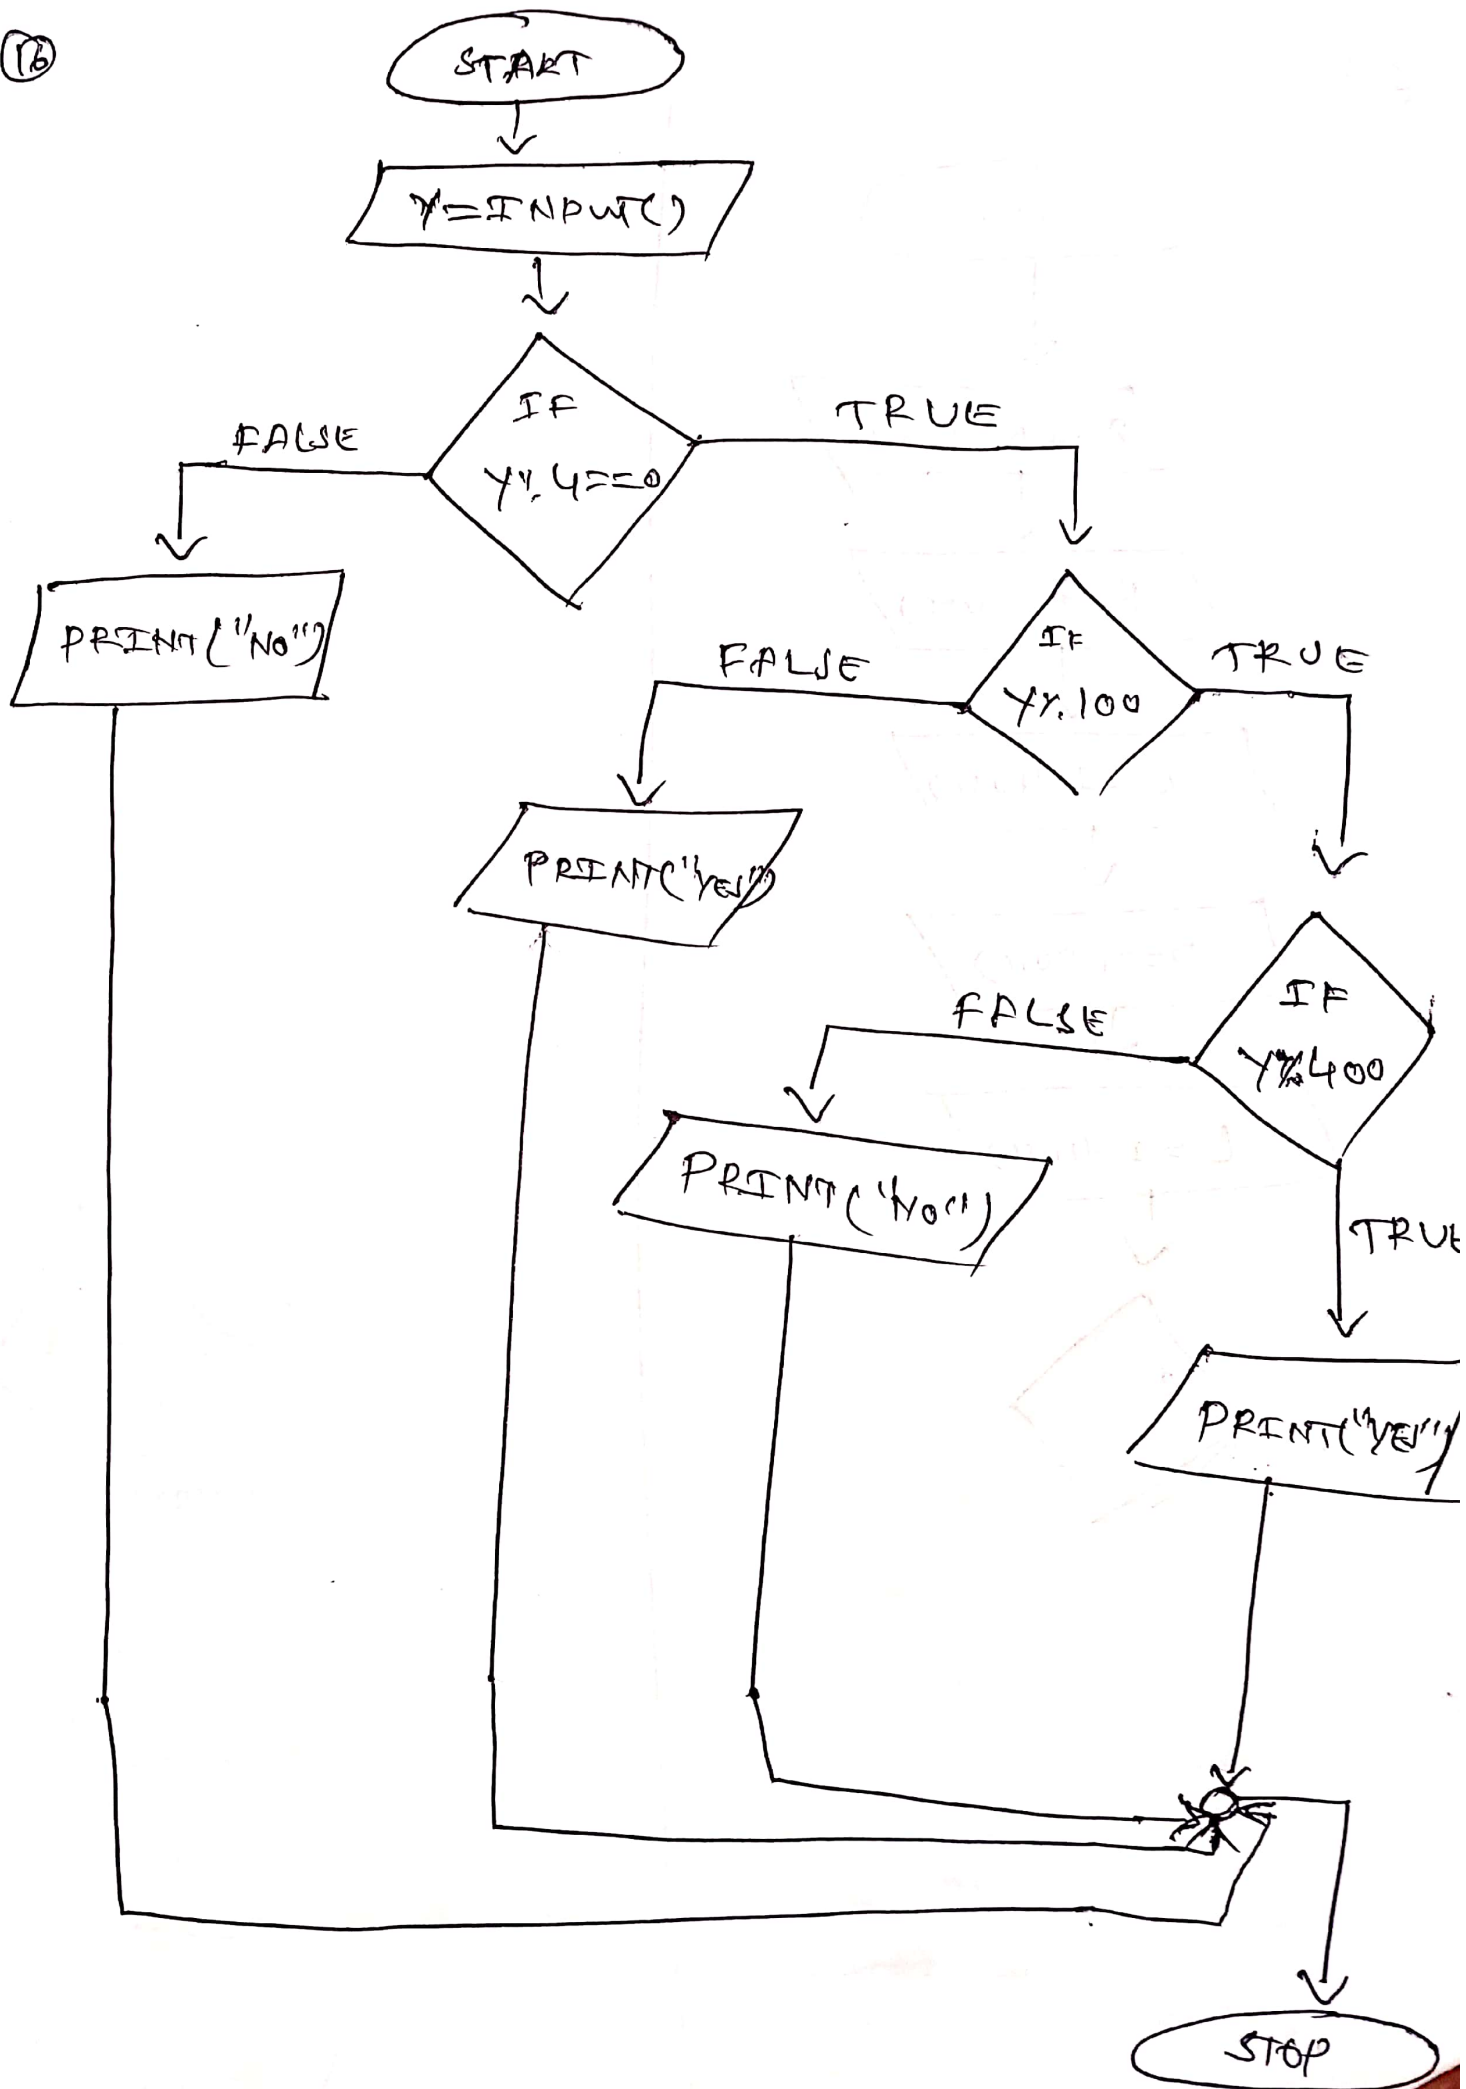 16
START
Y=INPUT()
IF
Y%4==0
FALSE
TRUE
PRINT("NO")
IF
Y%100
FALSE
TRUE
PRINT("YES")
IF
Y%400
FALSE
PRINT("NO")
TRUE
PRINT("YES")
STOP